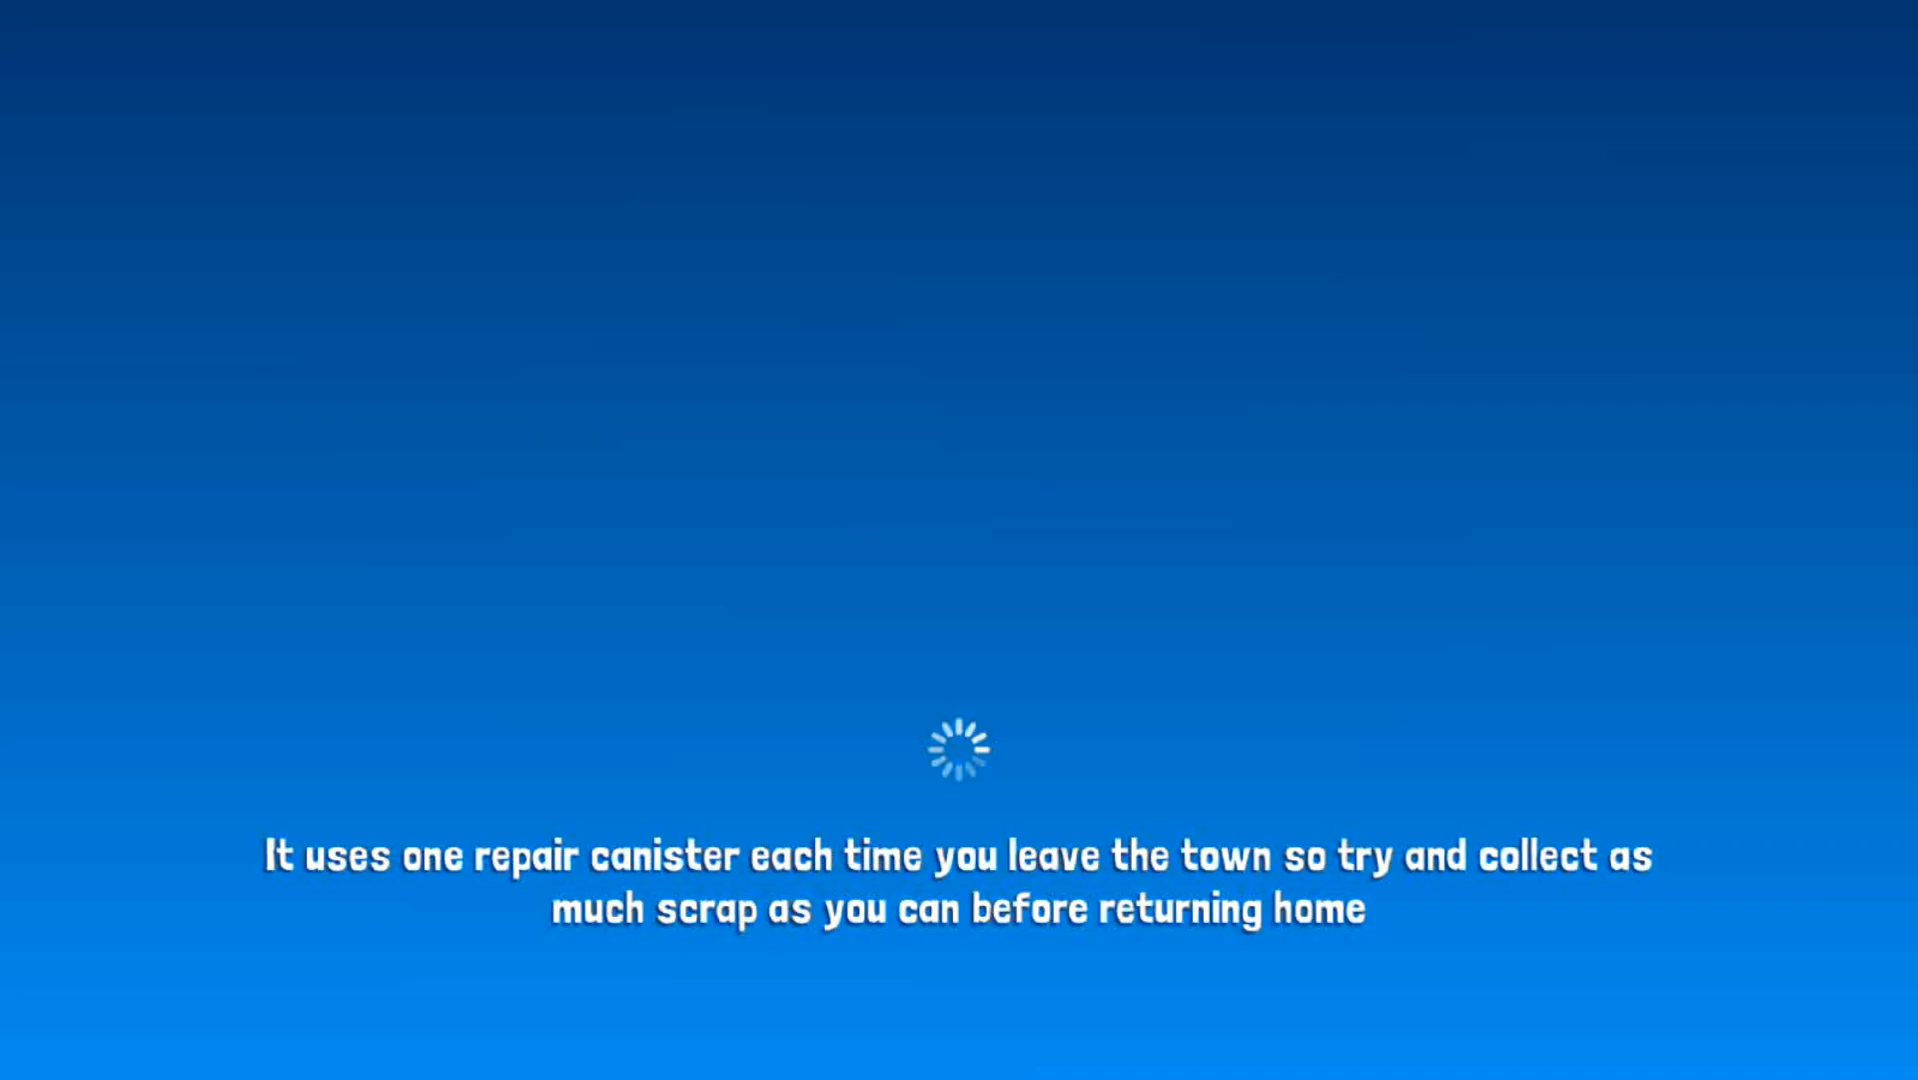 It uses one repair canister each time you leave the town so try and collect as
much scrap as you can before returning home